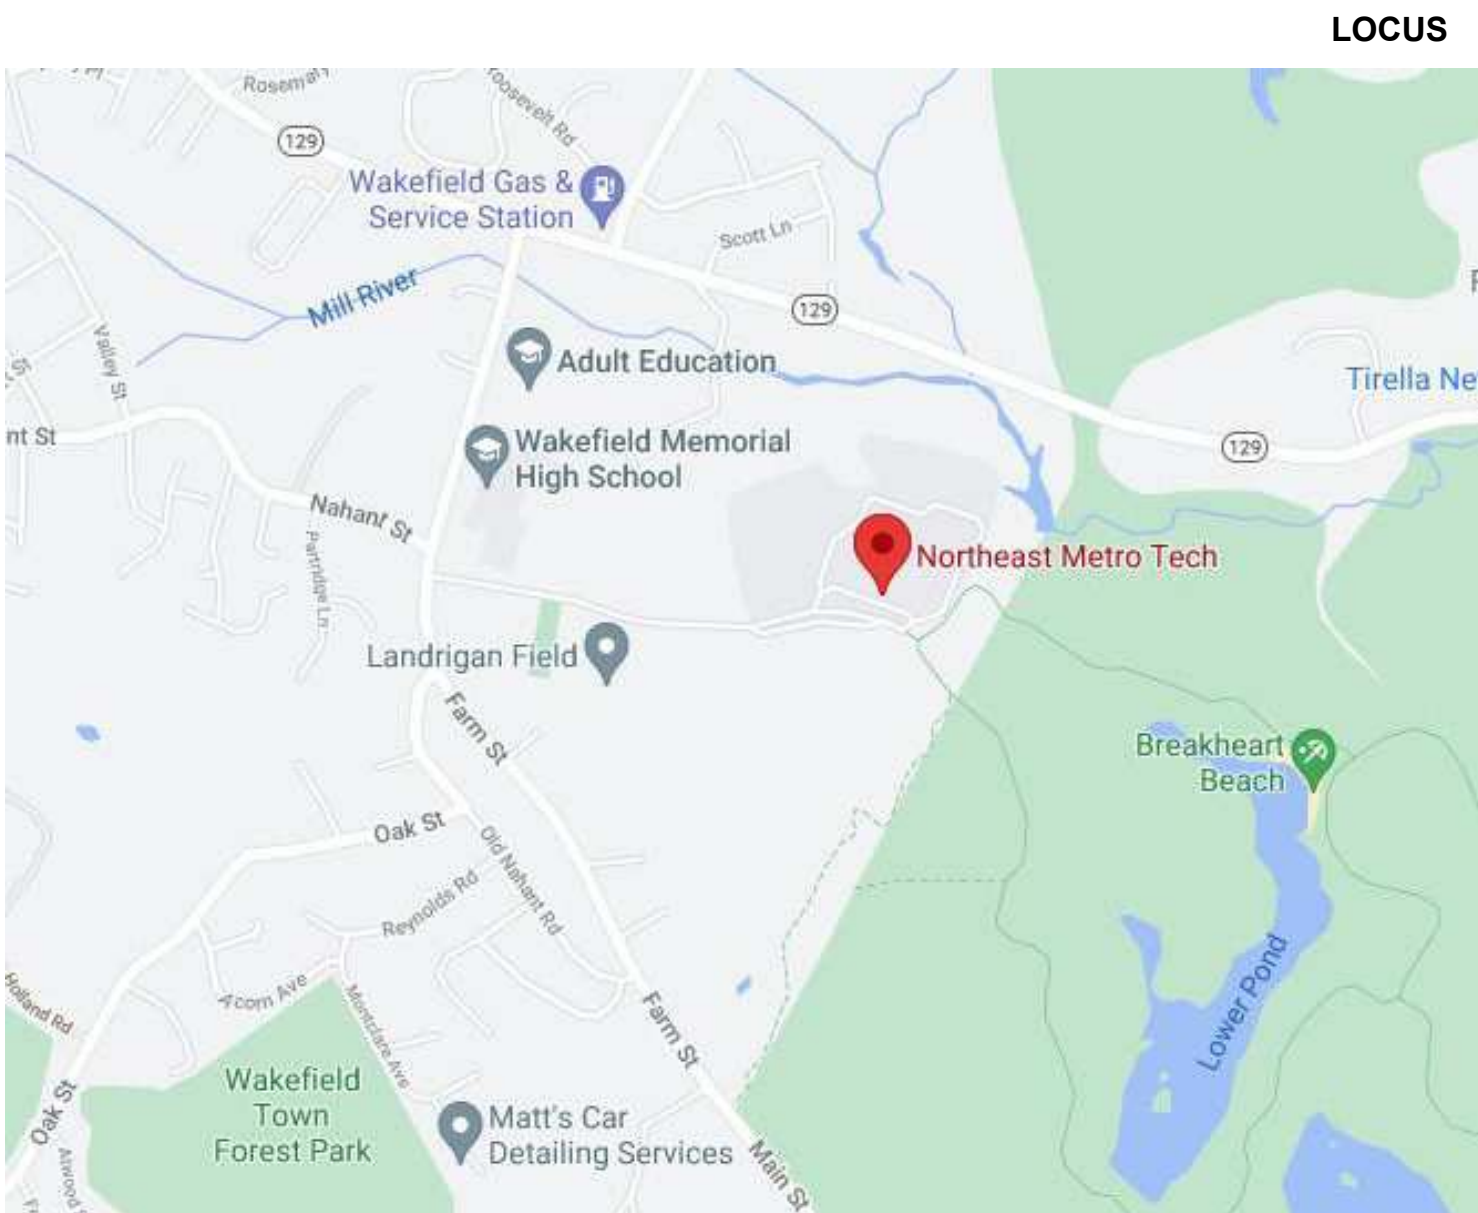 LOCUS
Rosemary
129
Roosevelt Rd
Wakefield Gas &
Service Station
Scott Ln
Mill River
129
Valley St
Adult Education
Tirella Ne
nt St
129
Wakefield Memorial
High School
Nahant St
Partridge Ln
Northeast Metro Tech
Landrigan Field
Farm St
Breakheart
Beach
Oak St
Old Nahant Rd
Reynolds Rd
Lower Pond
Holland Rd
Acorn Ave
Montclare Ave
Farm St
Wakefield
Town
Forest Park
Oak St
Matt's Car
Detailing Services
Main St
Atwood